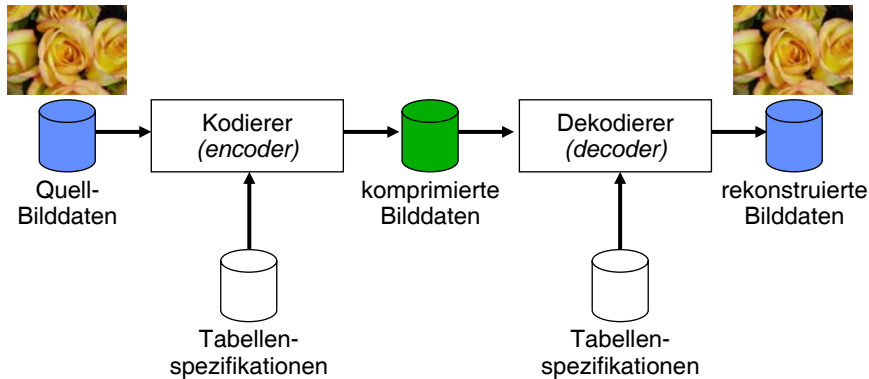 Kodierer
(encoder)
Dekodierer
(decoder)
Quell-
Bilddaten
komprimierte
Bilddaten
rekonstruierte
Bilddaten
Tabellen-
spezifikationen
Tabellen-
spezifikationen